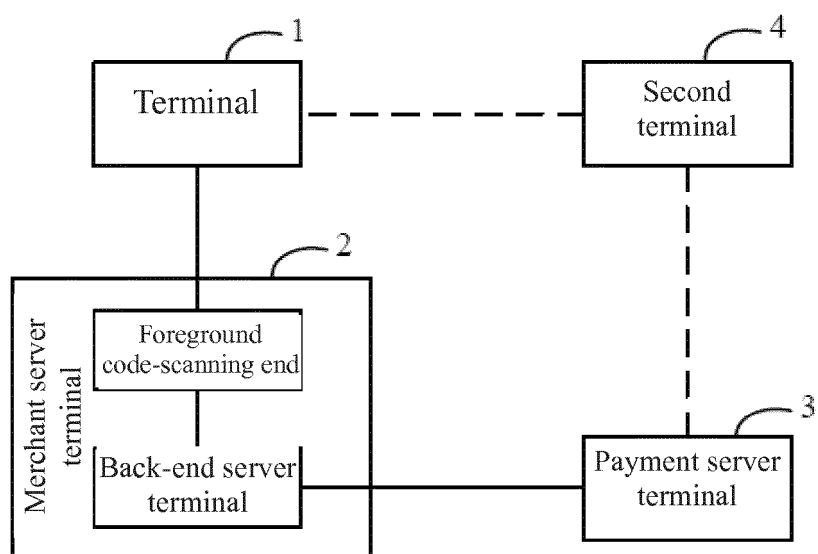 1
4
Terminal
Second
terminal
2
Merchant server
terminal
Foreground
code-scanning end
Back-end server
terminal
3
Payment server
terminal